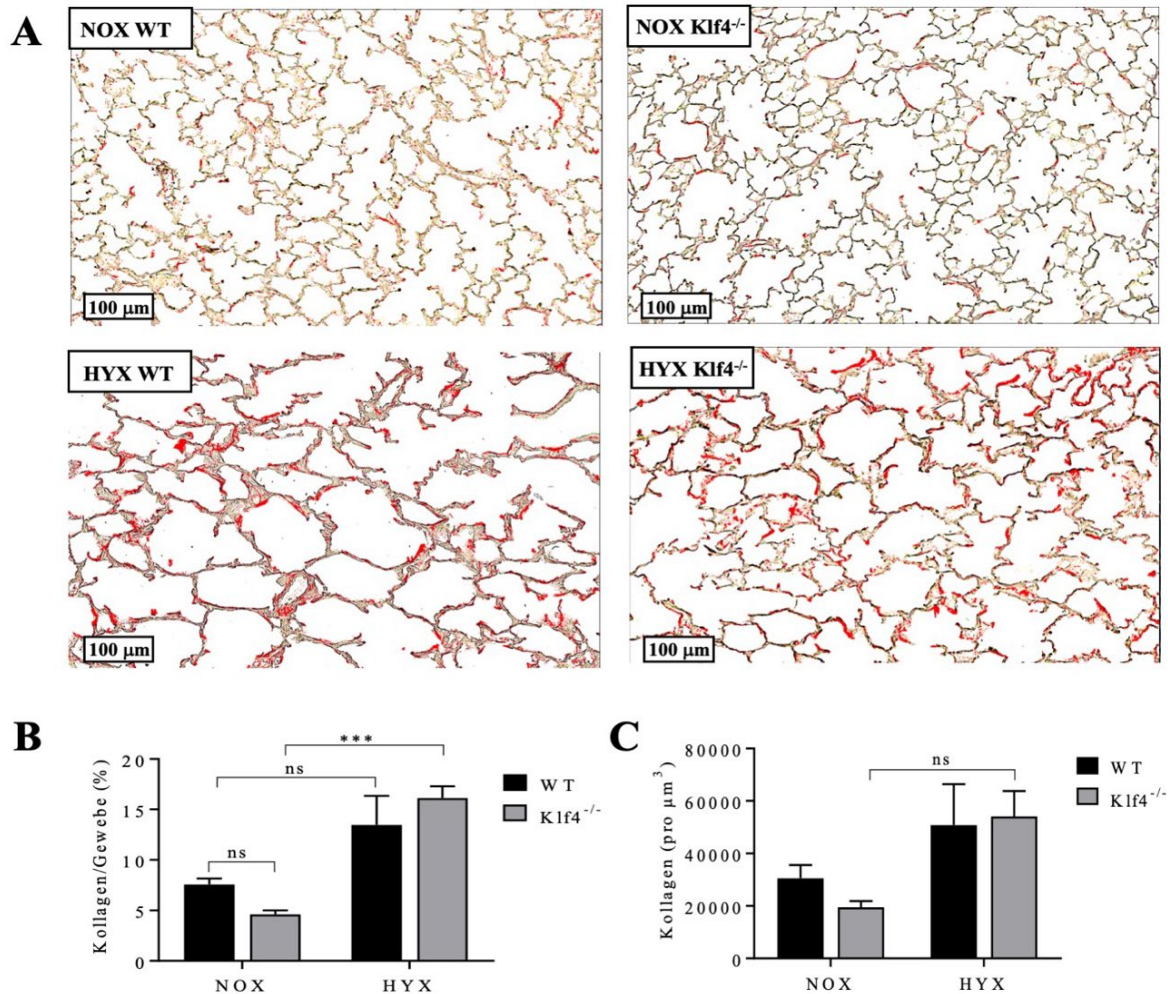 A
NOX WT
100 μm
NOX Klf4-/-
100 μm
HYX WT
100 μm
HYX Klf4-/-
100 μm
B
Kollagen/Gewebe (%)
20
15
10
5
0
ns
***
ns
NOX
HYX
WT
Klf4-/-
C
Kollagen (pro μm³)
80000
60000
40000
20000
0
ns
NOX
HYX
WT
Klf4-/-